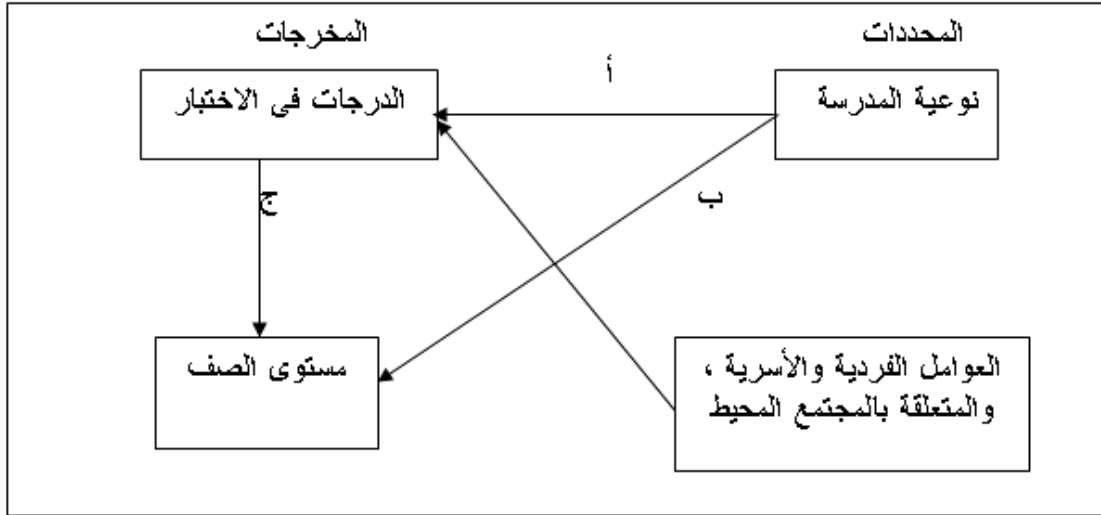 المحددات
المخرجات
أ
نوعية المدرسة
الدرجات فى الاختبار
ب
ج
العوامل الفردية والأسرية ،
والمتعلقة بالمجتمع المحيط
مستوى الصف